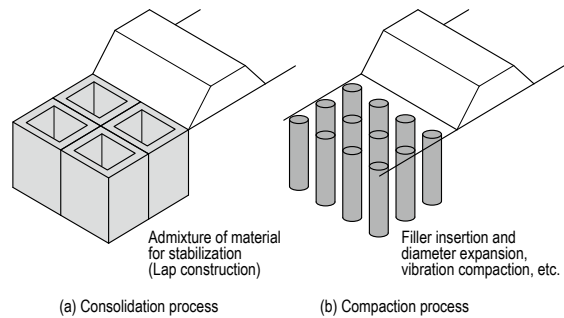 Admixture of material
for stabilization
(Lap construction)
Filler insertion and
diameter expansion,
vibration compaction, etc.
(a) Consolidation process
(b) Compaction process